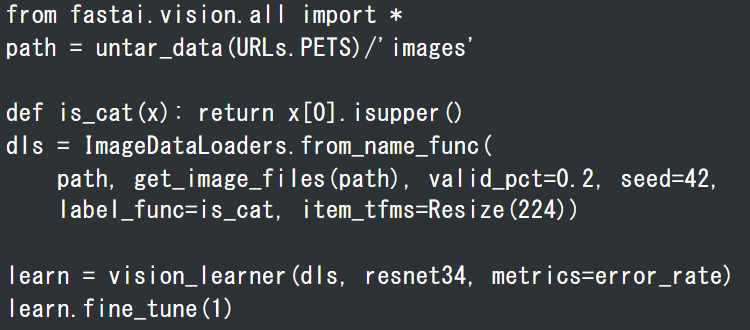 from fastai.vision.all import *
path = untar_data(URLs.PETS)/'images'

def is_cat(x): return x[0].isupper()
dls = ImageDataLoaders.from_name_func(
    path, get_image_files(path), valid_pct=0.2, seed=42,
    label_func=is_cat, item_tfms=Resize(224))

learn = vision_learner(dls, resnet34, metrics=error_rate)
learn.fine_tune(1)